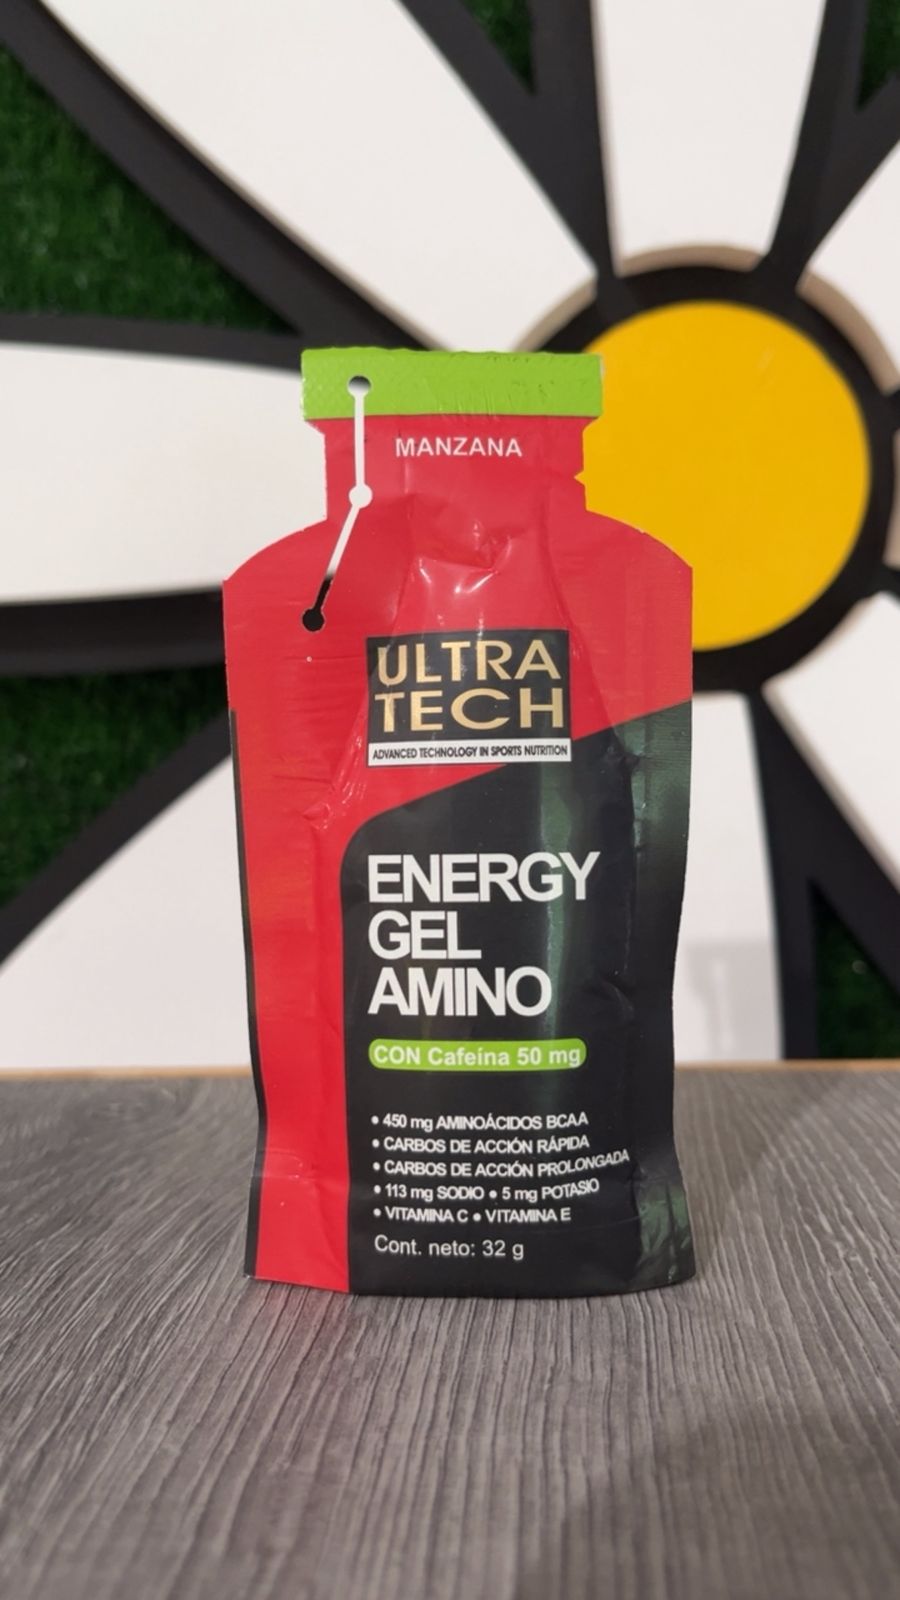 MANZANA
ULTRA
TECH
ADVANCED TECHNOLOGY IN SPORTS NUTRITION
ENERGY
GEL
AMINO
CON Cafeína 50 mg
• 450 mg AMINOÁCIDOS BCAA
• CARBOS DE ACCIÓN RÁPIDA
• CARBOS DE ACCIÓN PROLONGADA
• 113 mg SODIO • 5 mg POTASIO
• VITAMINA C • VITAMINA E
Cont. neto: 32 g